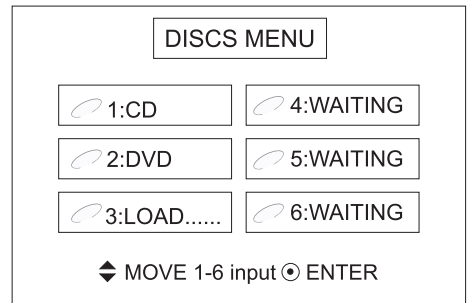 DISCS MENU
1:CD
4:WAITING
2:DVD
5:WAITING
3:LOAD......
6:WAITING
MOVE 1-6 input ENTER